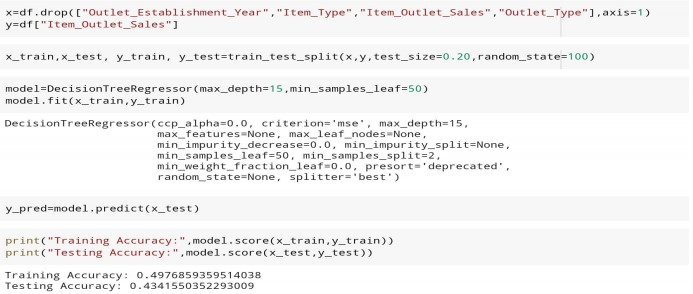 x=df.drop(["Outlet_Establishment_Year","Item_Type","Item_Outlet_Sales","Outlet_Type"],axis=1)
y=df["Item_Outlet_Sales"]
x_train,x_test, y_train, y_test=train_test_split(x,y,test_size=0.20,random_state=100)
model=DecisionTreeRegressor(max_depth=15,min_samples_leaf=50)
model.fit(x_train,y_train)
DecisionTreeRegressor(ccp_alpha=0.0, criterion='mse', max_depth=15,
max_features=None, max_leaf_nodes=None,
min_impurity_decrease=0.0, min_impurity_split=None,
min_samples_leaf=50, min_samples_split=2,
min_weight_fraction_leaf=0.0, presort='deprecated',
random_state=None, splitter='best')
y_pred=model.predict(x_test)
print("Training Accuracy:",model.score(x_train,y_train))
print("Testing Accuracy:",model.score(x_test,y_test))
Training Accuracy: 0.4976859359514038
Testing Accuracy: 0.4341550352293009